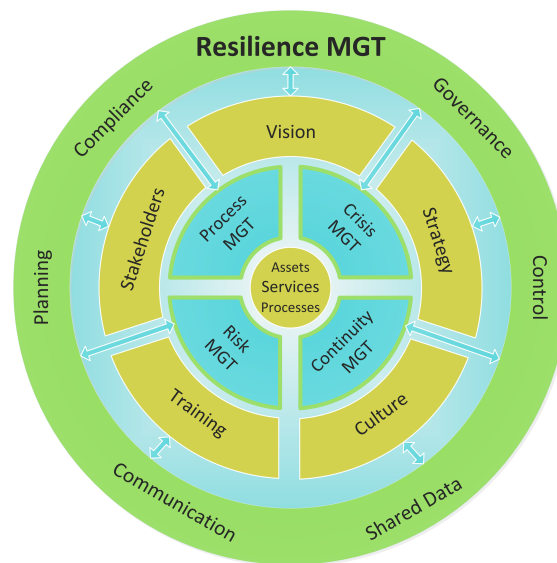 Resilience MGT
Compliance
Governance
Vision
Stakeholders
Strategy
Process
MGT
Crisis
MGT
Planning
Control
Assets
Services
Processes
Risk
MGT
Continuity
MGT
Training
Culture
Communication
Shared Data